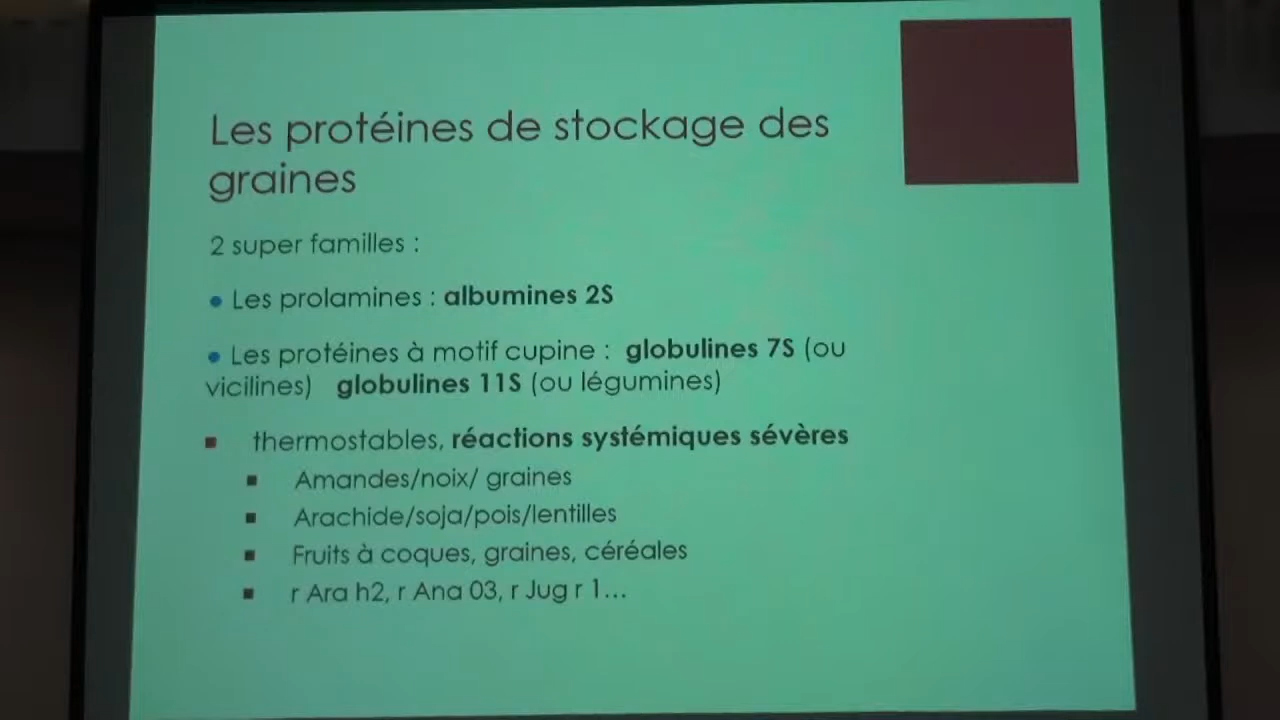 Les protéines de stockage des
graines
2 super familles :
• Les prolamines : albumines 2S
• Les protéines à motif cupine : globulines 7S (ou
vicilines) globulines 11S (ou légumines)
▪ thermostables, réactions systémiques sévères
▪ Amandes/noix/ graines
▪ Arachide/soja/pois/lentilles
▪ Fruits à coques, graines, céréales
▪ r Ara h2, r Ana 03, r Jug r 1...